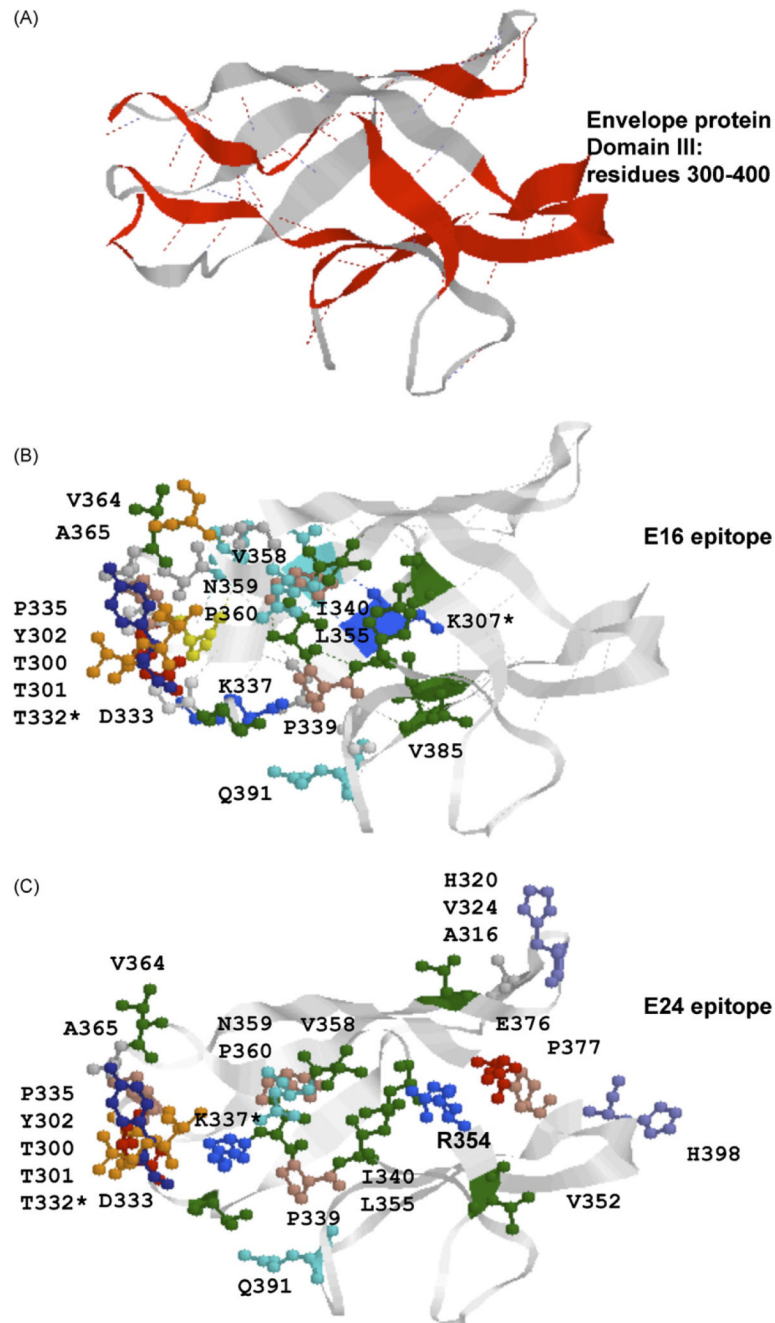 (A)
Envelope protein
Domain III:
residues 300-400
(B)
V364
A365
V358
E16 epitope
N359
P335
P360
I340
K307*
Y302
L355
T300
T301
K337
T332* D333
P339
V385
Q391
(C)
H320
V324
A316
V364
E24 epitope
A365
N359
V358
E376
P360
P377
P335
Y302
K337*
T300
R354
T301
I340
H398
T332* D333
P339
L355
V352
Q391